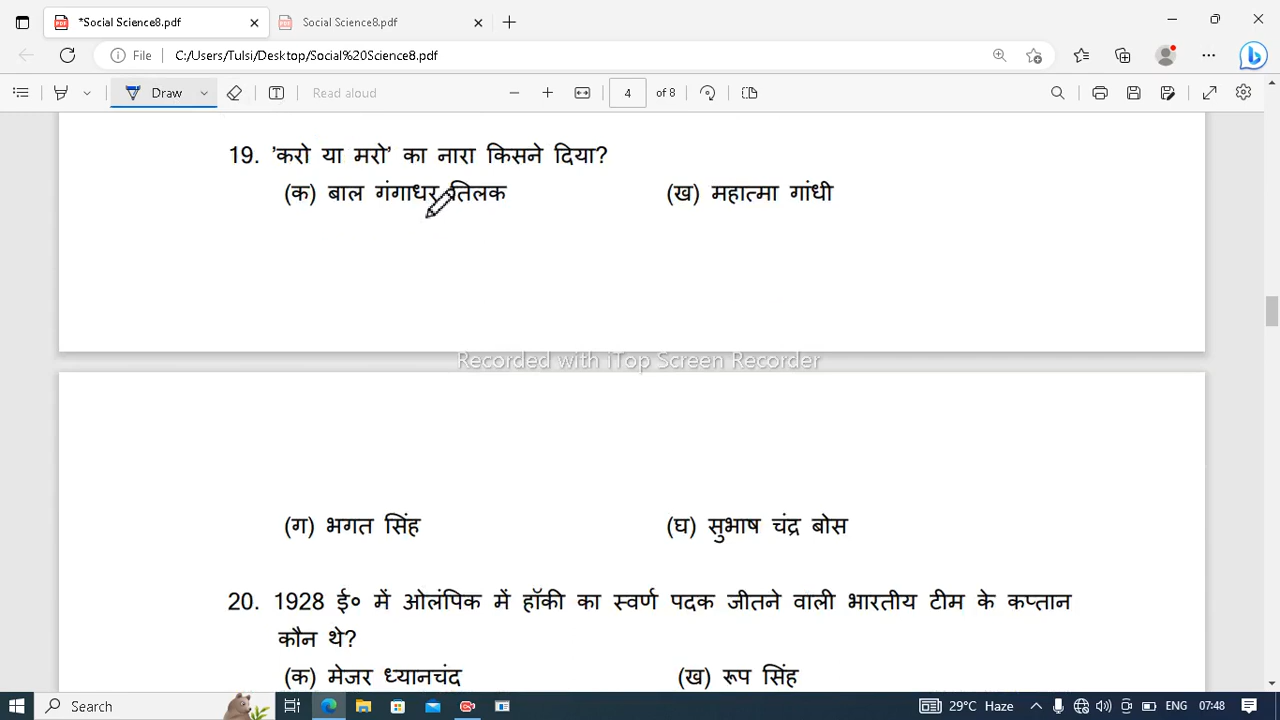 *Social Science8.pdf
Social Science8.pdf
File C:/Users/Tulsi/Desktop/Social%20Science8.pdf
Draw Read aloud 4 of 8
19. 'करो या मरो' का नारा किसने दिया?
(क) बाल गंगाधर तिलक (ख) महात्मा गांधी
Recorded with iTop Screen Recorder
(ग) भगत सिंह (घ) सुभाष चंद्र बोस
20. 1928 ई० में ओलंपिक में हॉकी का स्वर्ण पदक जीतने वाली भारतीय टीम के कप्तान
कौन थे?
(क) मेजर ध्यानचंद (ख) रूप सिंह
Search 29°C Haze ENG 07:48